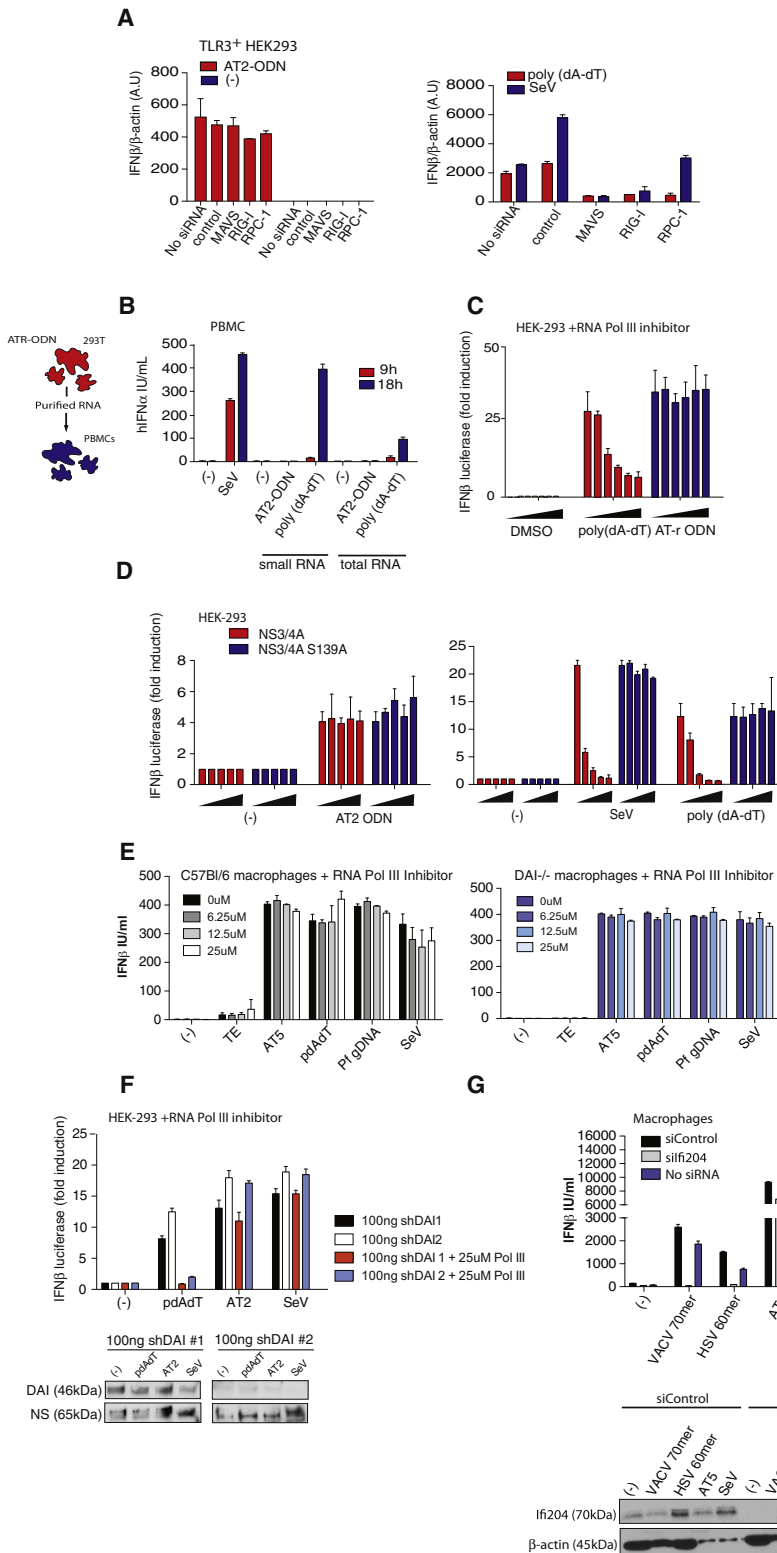 A
TLR3+ HEK293
AT2-ODN
(-)
IFNβ/β-actin (A.U)
800
600
400
200
0
No siRNA
control
MAVS
RIG-I
RPC-1
No siRNA
control
MAVS
RIG-I
RPC-1
poly (dA-dT)
SeV
IFNβ/β-actin (A.U)
8000
6000
4000
2000
0
No siRNA
control
MAVS
RIG-I
RPC-1
B
ATR-ODN
293T
Purified RNA
PBMCs
PBMC
9h
18h
hIFNα IU/mL
500
400
300
200
100
0
(-)
SeV
(-)
AT2-ODN
poly (dA-dT)
(-)
AT2-ODN
poly(dA-dT)
small RNA
total RNA
C
HEK-293 +RNA Pol III inhibitor
IFNβ luciferase (fold induction)
50
25
0
DMSO
poly(dA-dT)
AT-r ODN
D
HEK-293
NS3/4A
NS3/4A S139A
IFNβ luciferase (fold induction)
8
6
4
2
0
(-)
AT2 ODN
25
20
15
10
5
0
(-)
SeV
poly (dA-dT)
E
C57Bl/6 macrophages + RNA Pol III Inhibitor
0uM
6.25uM
12.5uM
25uM
IFNβ IU/ml
400
300
200
100
0
(-)
TE
AT5
pdAdT
Pf gDNA
SeV
DAI-/- macrophages + RNA Pol III Inhibitor
0uM
6.25uM
12.5uM
25uM
500
400
300
200
100
0
(-)
TE
AT5
pdAdT
Pf gDNA
SeV
F
HEK-293 +RNA Pol III inhibitor
IFNβ luciferase (fold induction)
25
20
15
10
5
0
(-)
pdAdT
AT2
SeV
100ng shDAI1
100ng shDAI2
100ng shDAI 1 + 25uM Pol III
100ng shDAI 2 + 25uM Pol III
100ng shDAI #1
100ng shDAI #2
(-)
pdAdT
AT2
SeV
(-)
pdAdT
AT2
SeV
DAI (46kDa)
NS (65kDa)
G
Macrophages
siControl
silfi204
No siRNA
IFNβ IU/ml
16000
14000
12000
10000
8000
6000
3000
2000
1000
0
(-)
VACV 70mer
HSV 60mer
siControl
(-)
VACV 70mer
HSV 60mer
AT5
SeV
(-)
Ifi204 (70kDa)
β-actin (45kDa)